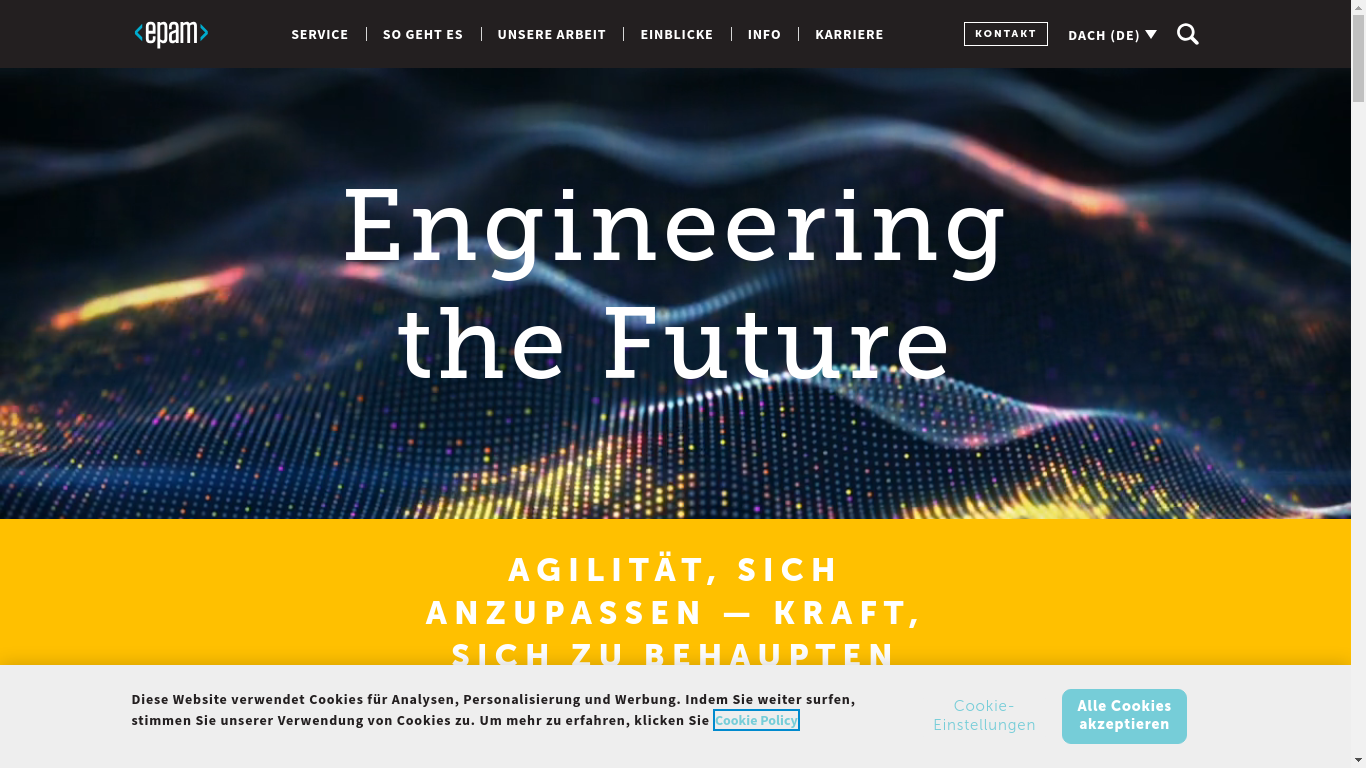 <epam>
SERVICE
SO GEHT ES
UNSERE ARBEIT
EINBLICKE
INFO
KARRIERE
KONTAKT
DACH (DE)
Engineering
the Future
AGILITÄT, SICH
ANZUPASSEN — KRAFT,
SICH ZU BEHAUPTEN
Diese Website verwendet Cookies für Analysen, Personalisierung und Werbung. Indem Sie weiter surfen,
stimmen Sie unserer Verwendung von Cookies zu. Um mehr zu erfahren, klicken Sie Cookie Policy
Cookie-
Einstellungen
Alle Cookies
akzeptieren